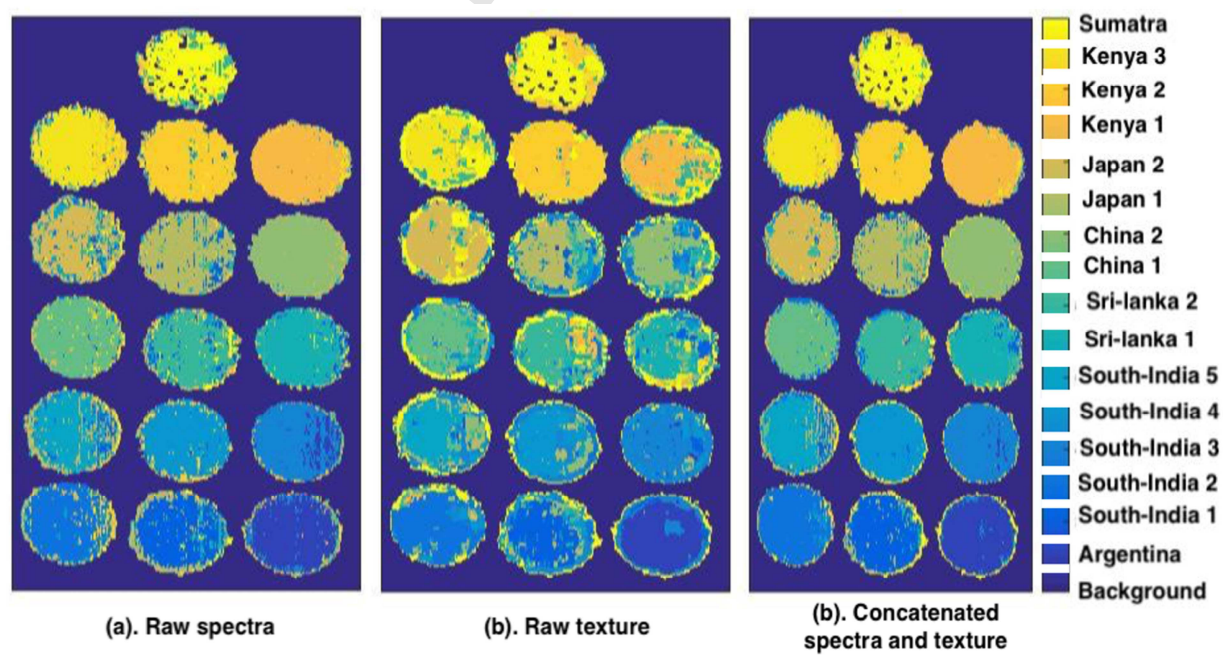 Sumatra
Kenya 3
Kenya 2
Kenya 1
Japan 2
Japan 1
China 2
China 1
Sri-lanka 2
Sri-lanka 1
South-India 5
South-India 4
South-India 3
South-India 2
South-India 1
Argentina
Background
(a). Raw spectra
(b). Raw texture
(b). Concatenated
spectra and texture